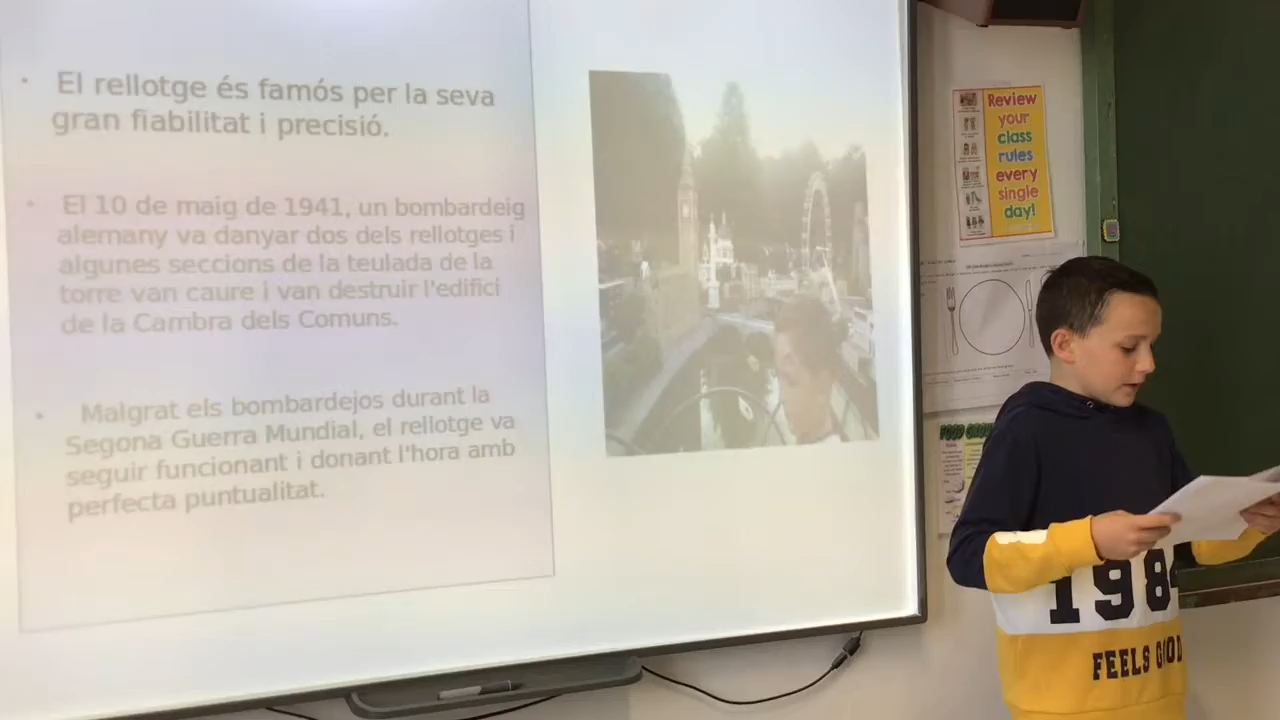 El rellotge és famós per la seva
gran fiabilitat i precisió.
El 10 de maig de 1941, un bombardeig
alemany va danyar dos dels rellotges i
algunes seccions de la teulada de la
torre van caure i van destruir l'edifici
de la Cambra dels Comuns.
Malgrat els bombardejos durant la
Segona Guerra Mundial, el rellotge va
seguir funcionant i donant l'hora amb
perfecta puntualitat.
Review
your
class
rules
every
single
day!
FOOD
1984
FEELS GOOD